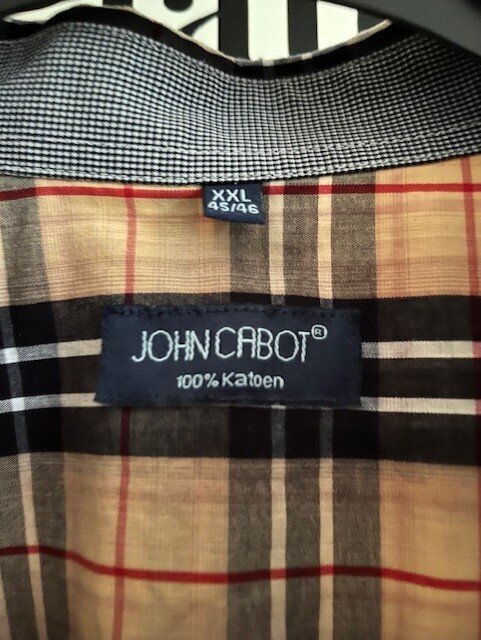 XXL
45/46
JOHN CABOT®
100% Katoen